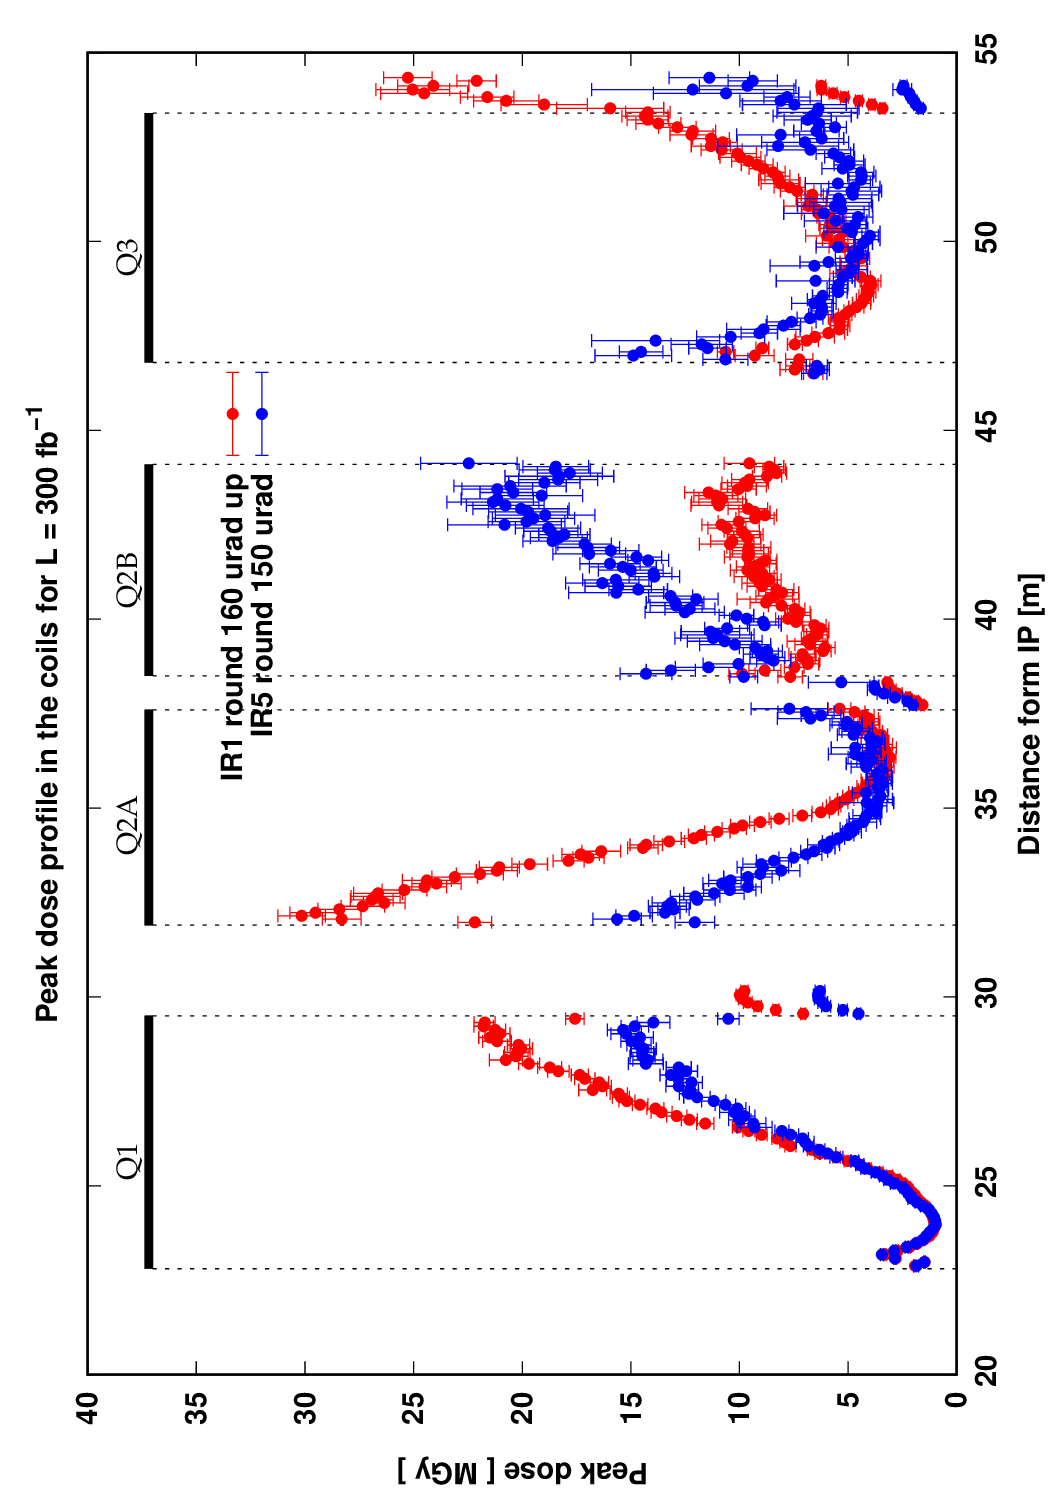 Peak dose profile in the coils for L = 300 fb⁻¹
Q1
Q2A
Q2B
Q3
IR1 round 160 urad up
IR5 round 150 urad
Peak dose [ MGy ]
40
35
30
25
20
15
10
5
0
20
25
30
35
40
45
50
55
Distance form IP [m]